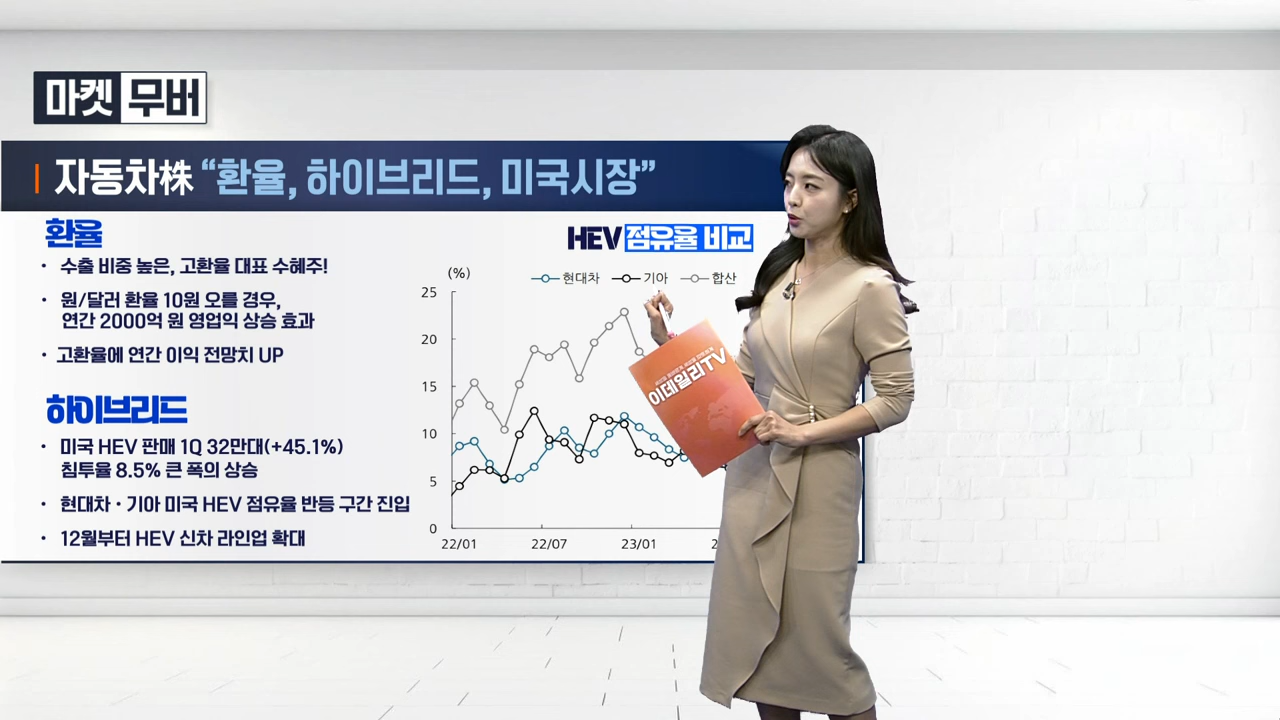 마켓 무버
자동차株 “환율, 하이브리드, 미국시장”
환율
• 수출 비중 높은, 고환율 대표 수혜주!
• 원/달러 환율 10원 오를 경우,
연간 2000억 원 영업익 상승 효과
• 고환율에 연간 이익 전망치 UP
하이브리드
• 미국 HEV 판매 1Q 32만대(+45.1%)
침투율 8.5% 큰 폭의 상승
• 현대차·기아 미국 HEV 점유율 반등 구간 진입
• 12월부터 HEV 신차 라인업 확대
HEV 점유율 비교
(%)
현대차 기아 합산
25
20
15
10
5
0
22/01 22/07 23/01
이데일리TV